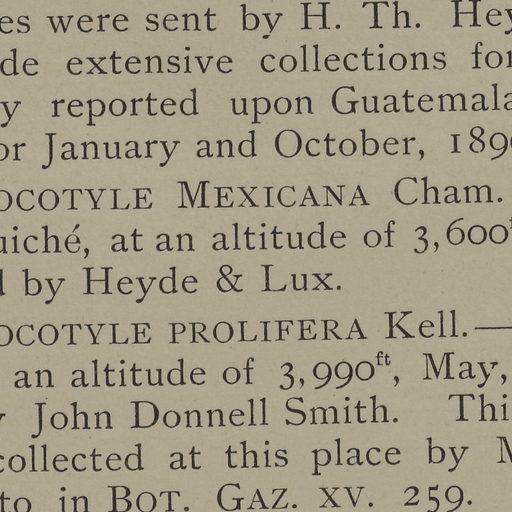 es were sent by H. Th. Hey
de extensive collections for
y reported upon Guatemala
or January and October, 189
OCOTYLE MEXICANA Cham.
uiché, at an altitude of 3,600
by Heyde & Lux.
OCOTYLE PROLIFERA Kell.—
an altitude of 3,990ft, May,
John Donnell Smith. Thi
collected at this place by M
to in BOT. GAZ. XV. 259.